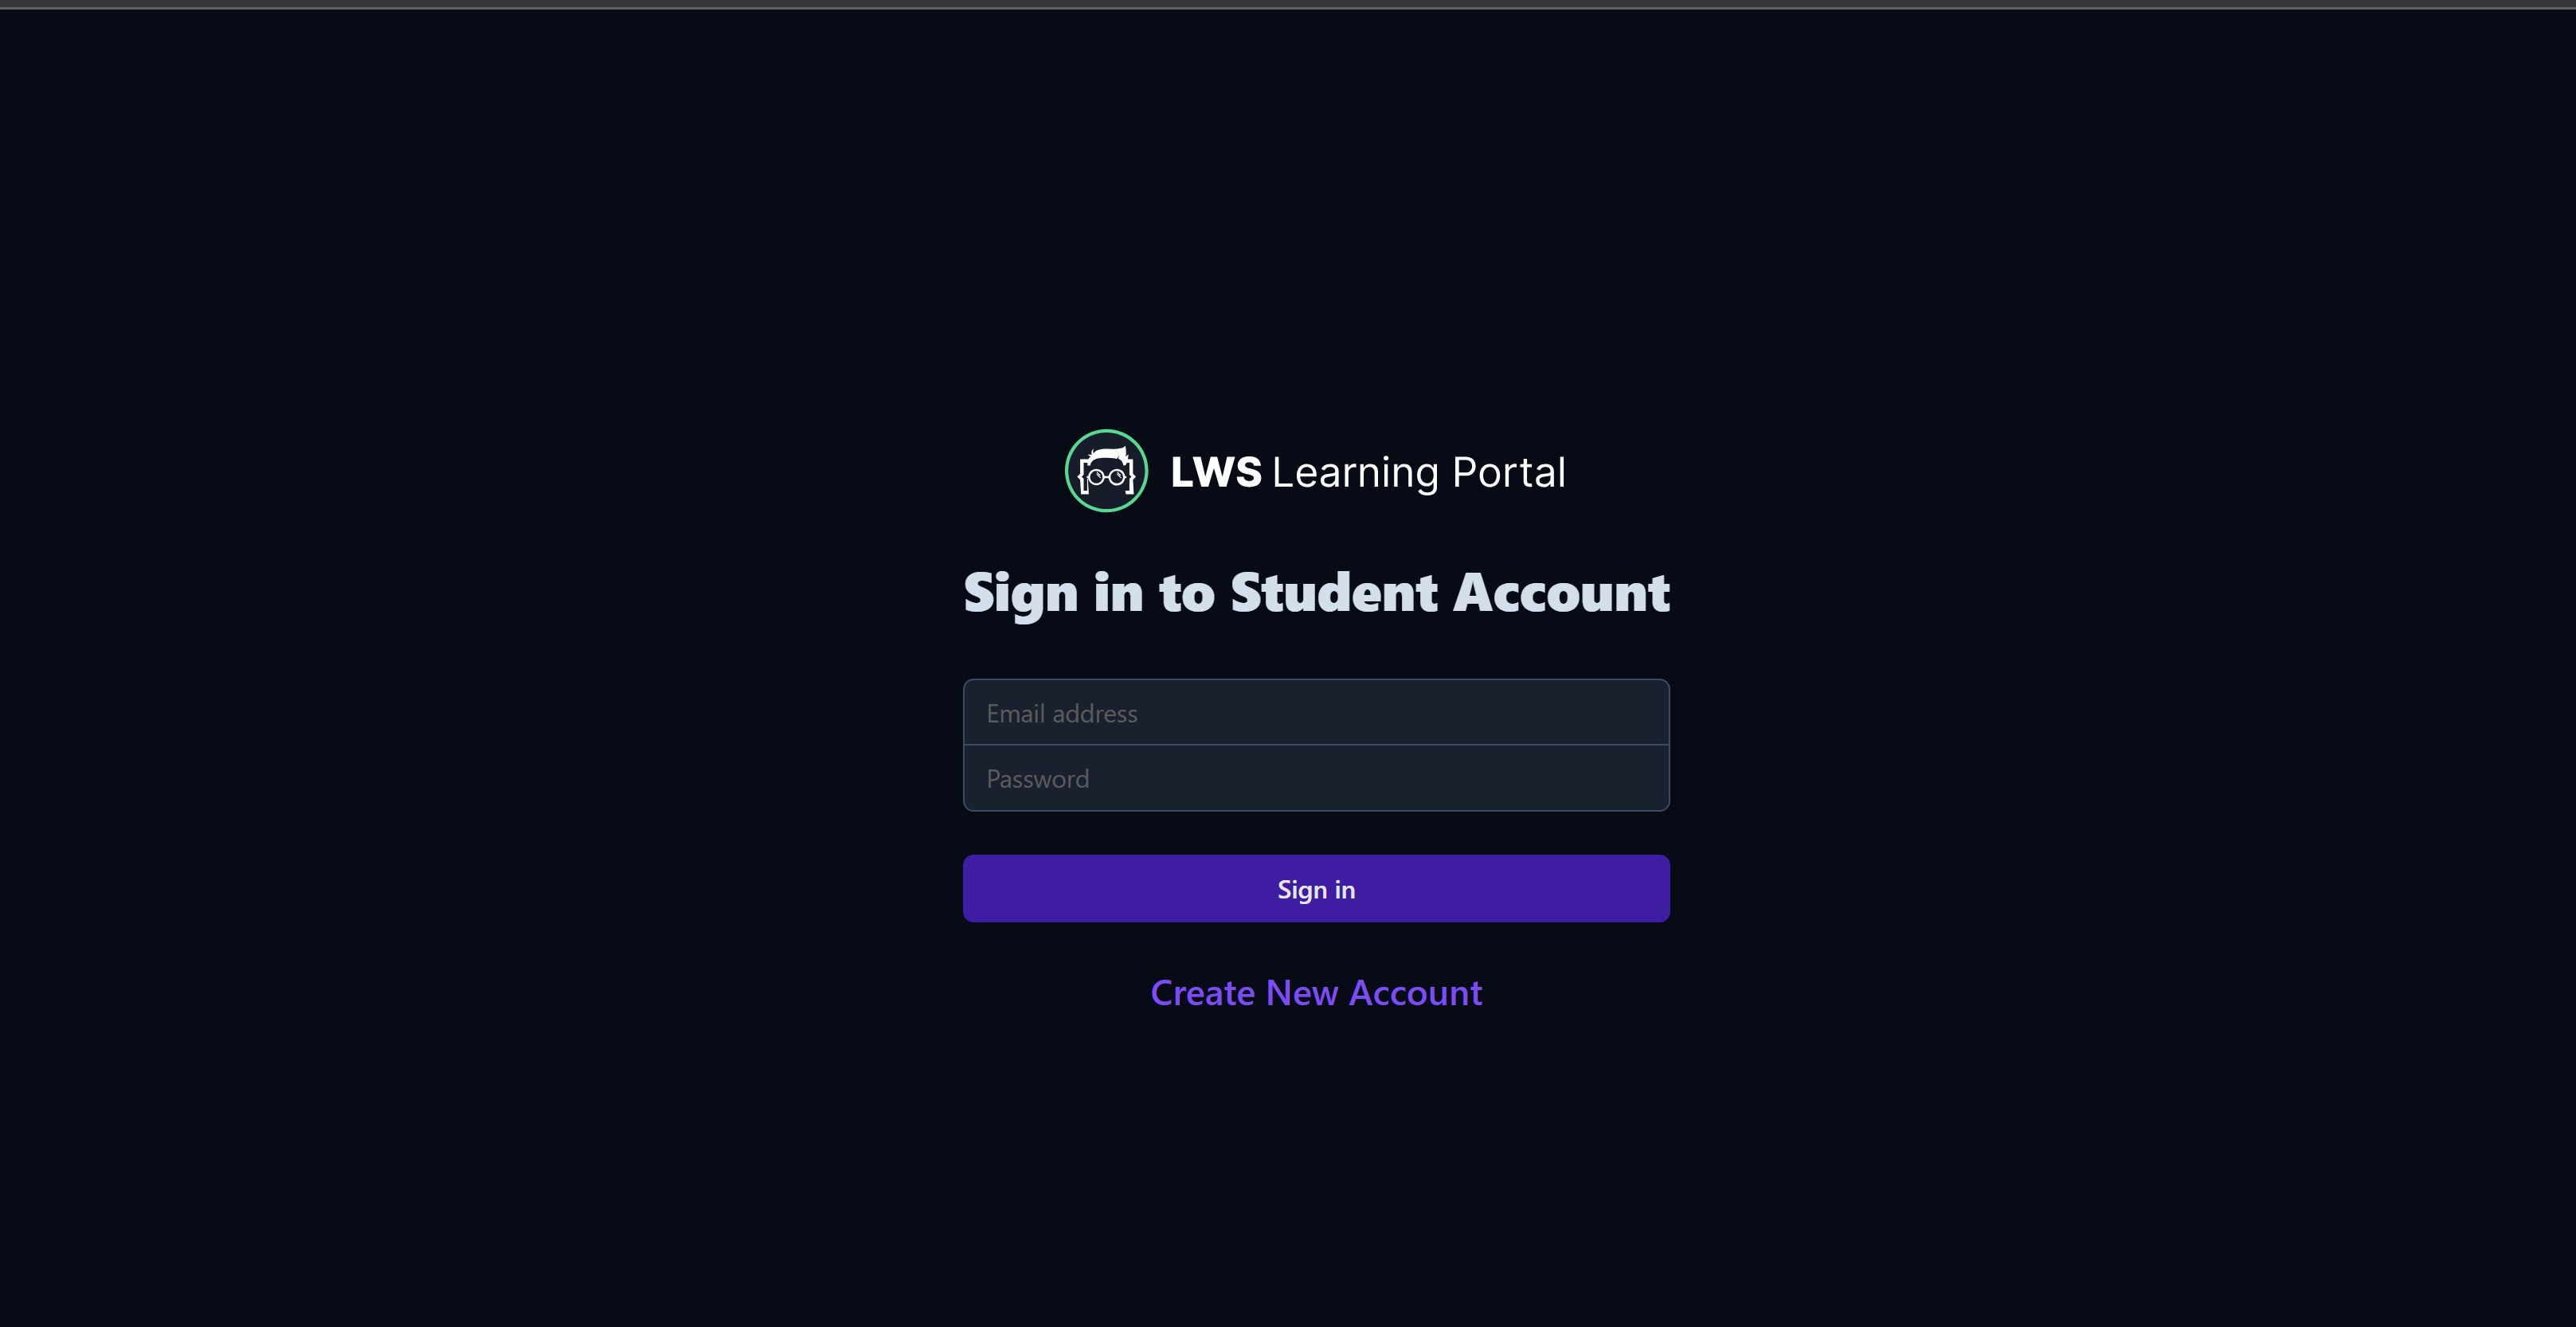 LWS Learning Portal
Sign in to Student Account
Email address
Password
Sign in
Create New Account